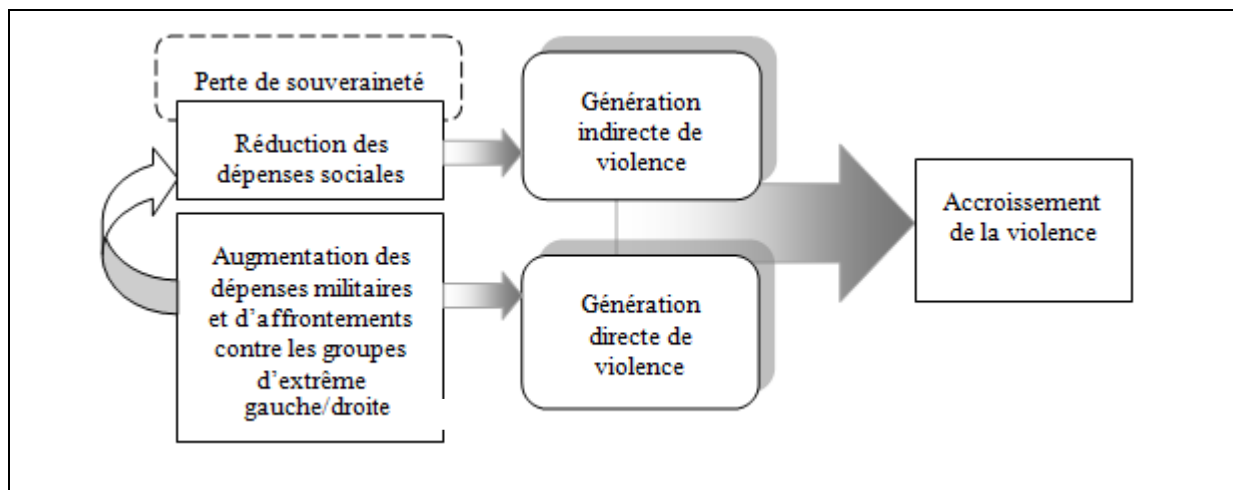 Perte de souveraineté
Réduction des
dépenses sociales
Génération
indirecte de
violence
Augmentation des
dépenses militaires
et d’affrontements
contre les groupes
d’extrême
gauche/droite
Génération
directe de
violence
Accroissement
de la violence